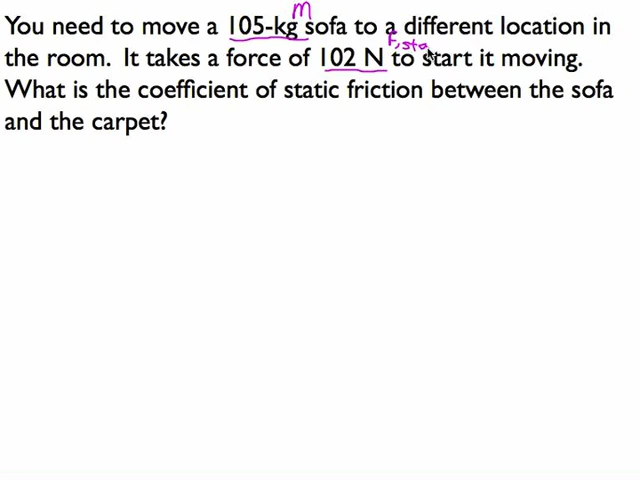 m
You need to move a 105-kg sofa to a different location in
F, sta
the room. It takes a force of 102 N to start it moving.
What is the coefficient of static friction between the sofa
and the carpet?